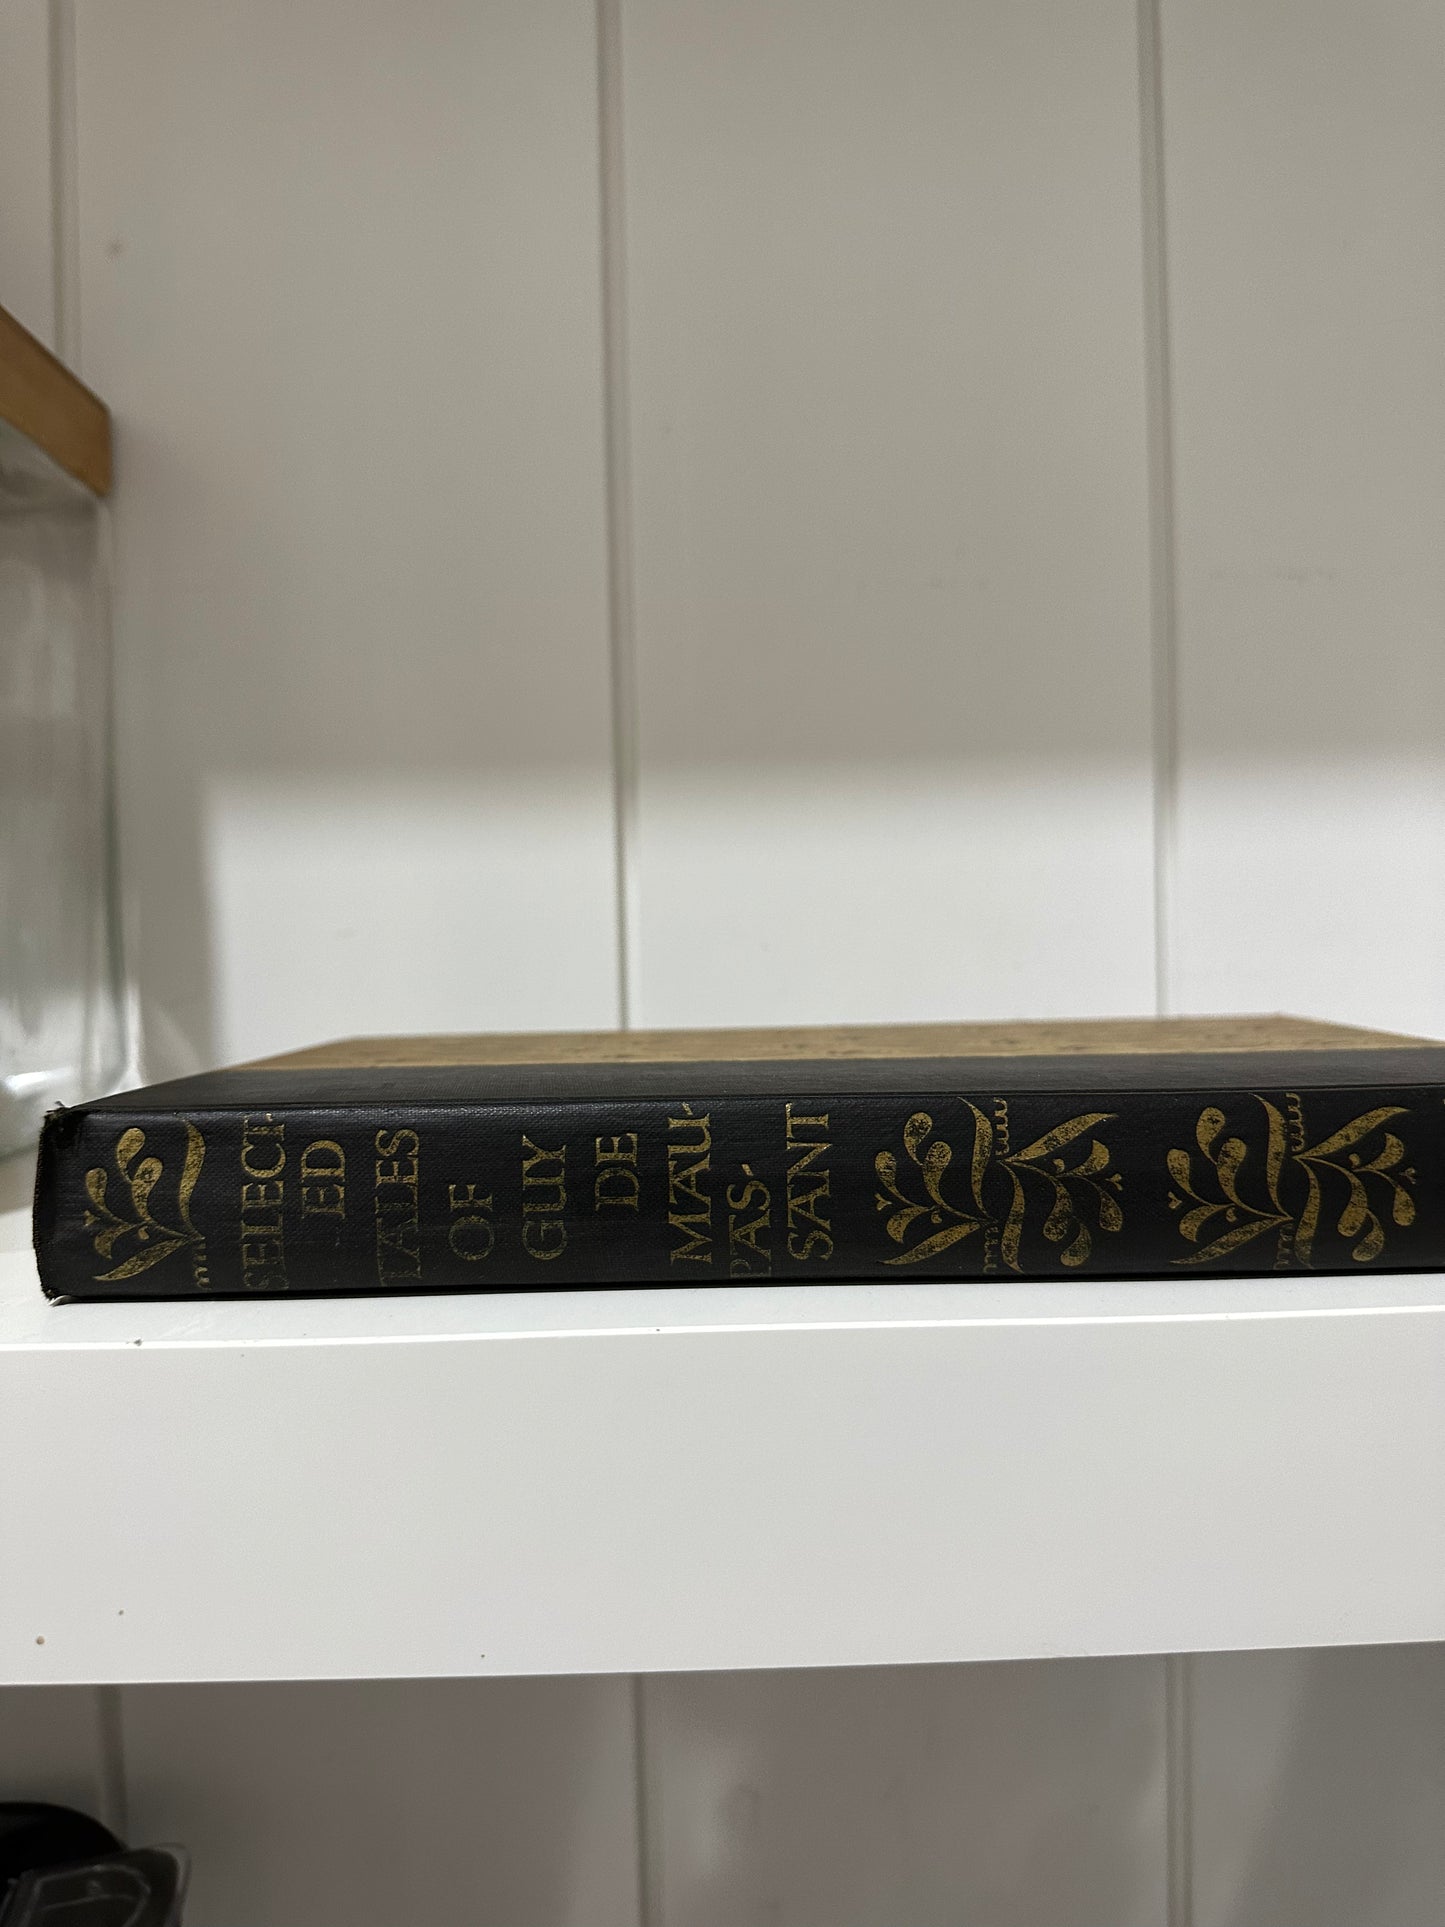 SELECT-
ED
TALES
OF
GUY
DE
MAU-
PAS-
SANT